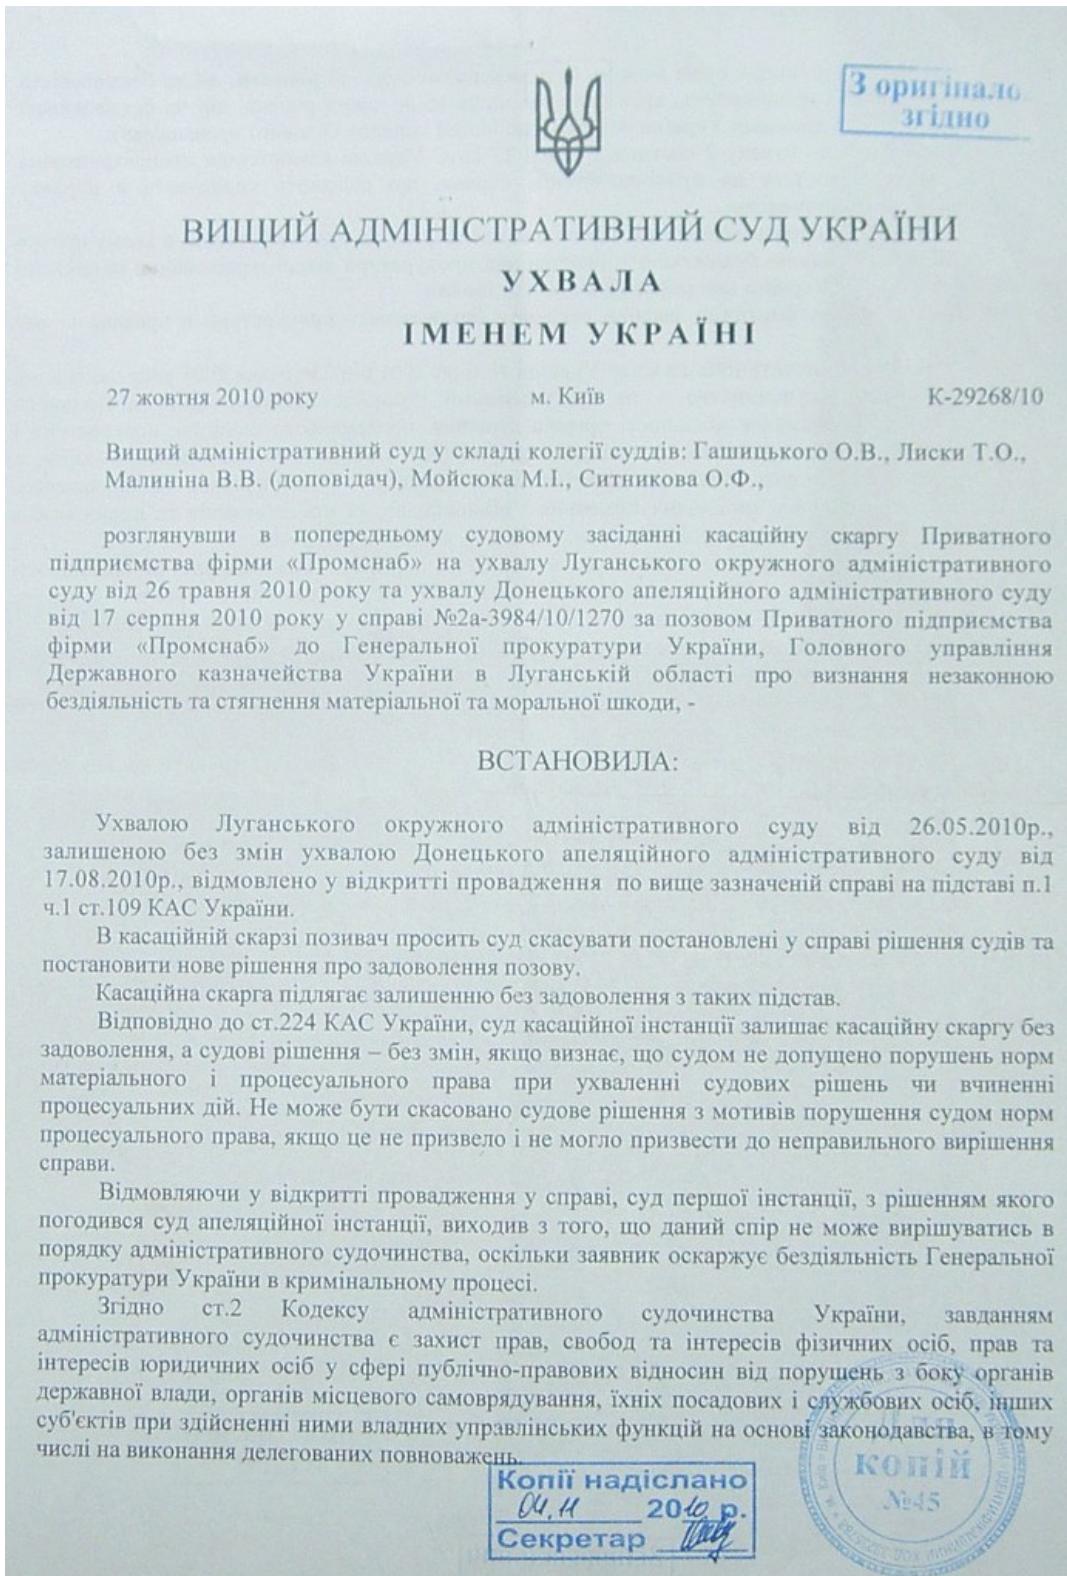 З оригінало
згідно
ВИЩИЙ АДМІНІСТРАТИВНИЙ СУД УКРАЇНИ
УХВАЛА
ІМЕНЕМ УКРАЇНІ
27 жовтня 2010 року м. Київ К-29268/10
Вищий адміністративний суд у складі колегії суддів: Гашицького О.В., Лиски Т.О.,
Малиніна В.В. (доповідач), Мойсюка М.І., Ситникова О.Ф.,
розглянувши в попередньому судовому засіданні касаційну скаргу Приватного
підприємства фірми «Промснаб» на ухвалу Луганського окружного адміністративного
суду від 26 травня 2010 року та ухвалу Донецького апеляційного адміністративного суду
від 17 серпня 2010 року у справі №2а-3984/10/1270 за позовом Приватного підприємства
фірми «Промснаб» до Генеральної прокуратури України, Головного управління
Державного казначейства України в Луганській області про визнання незаконною
бездіяльність та стягнення матеріальної та моральної шкоди, -
ВСТАНОВИЛА:
Ухвалою Луганського окружного адміністративного суду від 26.05.2010р.,
залишеною без змін ухвалою Донецького апеляційного адміністративного суду від
17.08.2010р., відмовлено у відкритті провадження по вище зазначеній справі на підставі п.1
ч.1 ст.109 КАС України.
В касаційній скарзі позивач просить суд скасувати постановлені у справі рішення судів та
постановити нове рішення про задоволення позову.
Касаційна скарга підлягає залишенню без задоволення з таких підстав.
Відповідно до ст.224 КАС України, суд касаційної інстанції залишає касаційну скаргу без
задоволення, а судові рішення – без змін, якщо визнає, що судом не допущено порушень норм
матеріального і процесуального права при ухваленні судових рішень чи вчиненні
процесуальних дій. Не може бути скасовано судове рішення з мотивів порушення судом норм
процесуального права, якщо це не призвело і не могло призвести до неправильного вирішення
справи.
Відмовляючи у відкритті провадження у справі, суд першої інстанції, з рішенням якого
погодився суд апеляційної інстанції, виходив з того, що даний спір не може вирішуватись в
порядку адміністративного судочинства, оскільки заявник оскаржує бездіяльність Генеральної
прокуратури України в кримінальному процесі.
Згідно ст.2 Кодексу адміністративного судочинства України, завданням
адміністративного судочинства є захист прав, свобод та інтересів фізичних осіб, прав та
інтересів юридичних осіб у сфері публічно-правових відносин від порушень з боку органів
державної влади, органів місцевого самоврядування, їхніх посадових і службових осіб, інших
суб'єктів при здійсненні ними владних управлінських функцій на основі законодавства, в тому
числі на виконання делегованих повноважень.
Для
копій
№45
Копії надіслано
04.11 2010 р.
Секретар